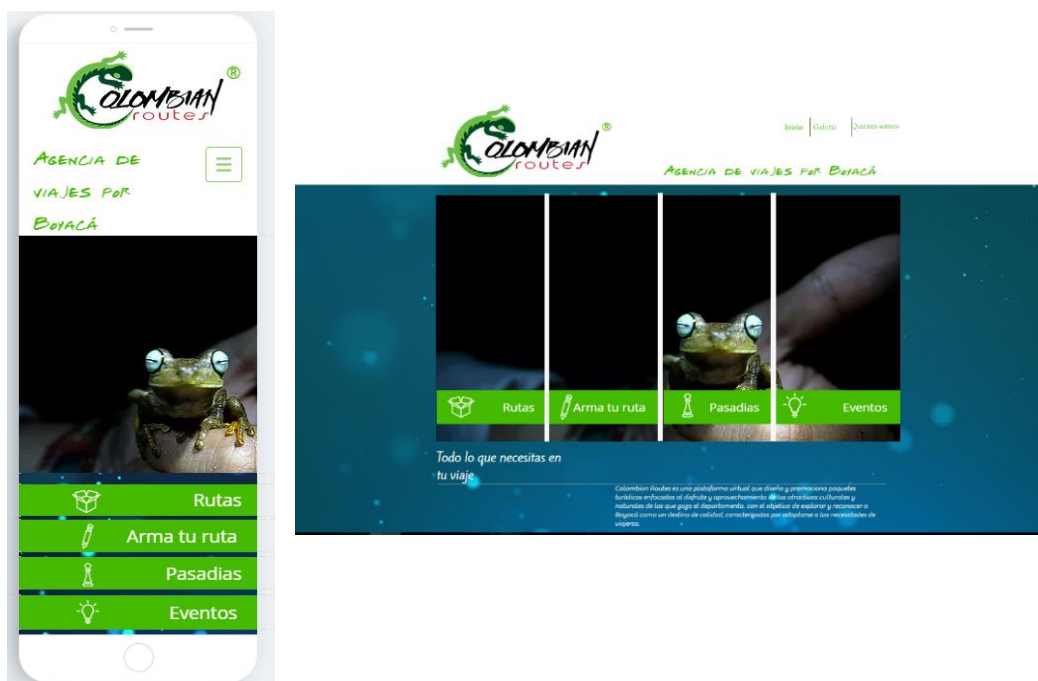 COLOMBIAN
routes
®
AGENCIA DE
VIAJES POR
BOYACÁ
Rutas
Arma tu ruta
Pasadias
Eventos
COLOMBIAN
routes
®
Inicio Galería Quienes somos
AGENCIA DE VIAJES POR BOYACÁ
Rutas Arma tu ruta Pasadias Eventos
Todo lo que necesitas en
tu viaje
Colombian Routes es una plataforma virtual que diseña y promociona paquetes
turísticos enfocados al disfrute y aprovechamiento de los atractivos culturales y
naturales de los que goza el departamento, con el objetivo de explorar y reconocer a
Boyacá como un destino de calidad, caracterizados por adaptarse a las necesidades de
viajeros.